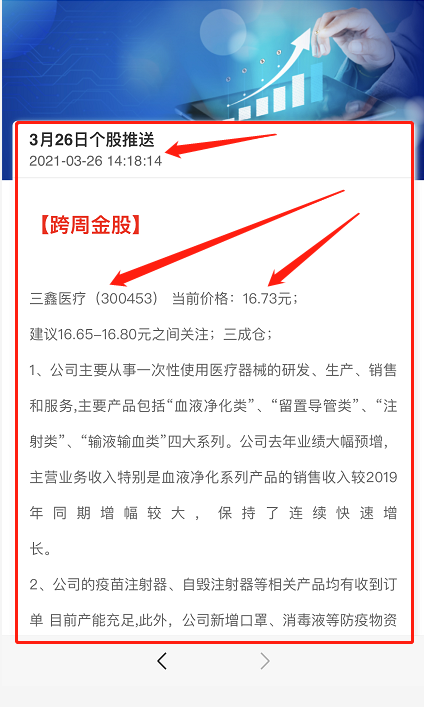 3月26日个股推送
2021-03-26 14:18:14
【跨周金股】
三鑫医疗（300453） 当前价格：16.73元；
建议16.65-16.80元之间关注；三成仓；
1、公司主要从事一次性使用医疗器械的研发、生产、销售
和服务,主要产品包括“血液净化类”、“留置导管类”、“注
射类”、“输液输血类”四大系列。公司去年业绩大幅预增，
主营业务收入特别是血液净化系列产品的销售收入较2019
年同期增幅较大，保持了连续快速增
长。
2、公司的疫苗注射器、自毁注射器等相关产品均有收到订
单 目前产能充足,此外，公司新增口罩、消毒液等防疫物资